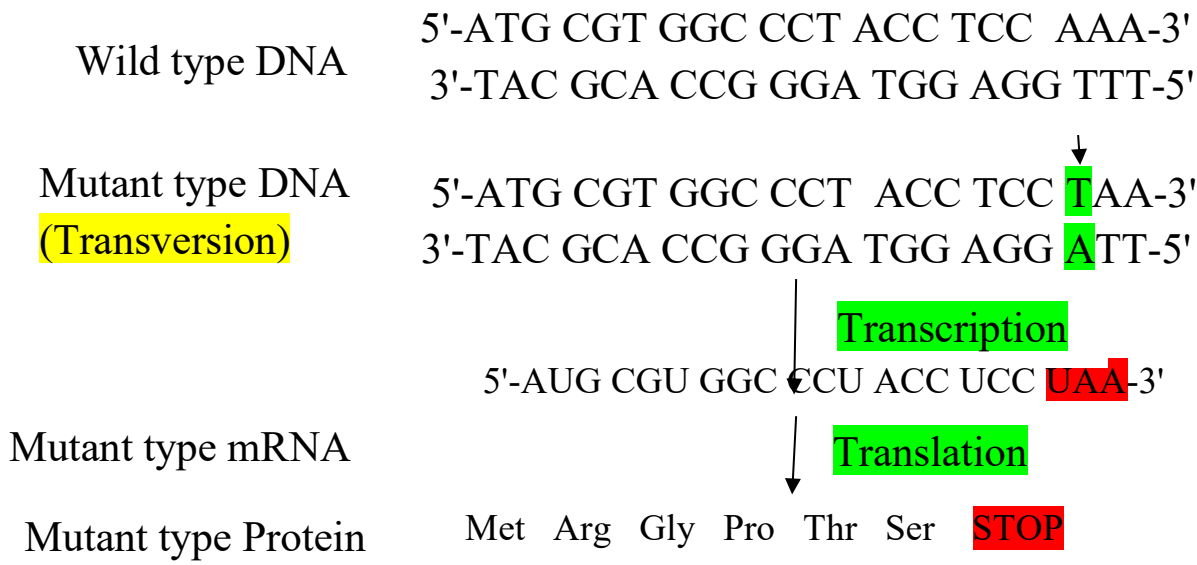 5'-ATG CGT GGC CCT ACC TCC AAA-3'
Wild type DNA
3'-TAC GCA CCG GGA TGG AGG TTT-5'
Mutant type DNA
5'-ATG CGT GGC CCT ACC TCC TAA-3'
(Transversion)
3'-TAC GCA CCG GGA TGG AGG ATT-5'
Transcription
5'-AUG CGU GGC CCU ACC UCC UAA-3'
Mutant type mRNA
Translation
Mutant type Protein
Met Arg Gly Pro Thr Ser STOP